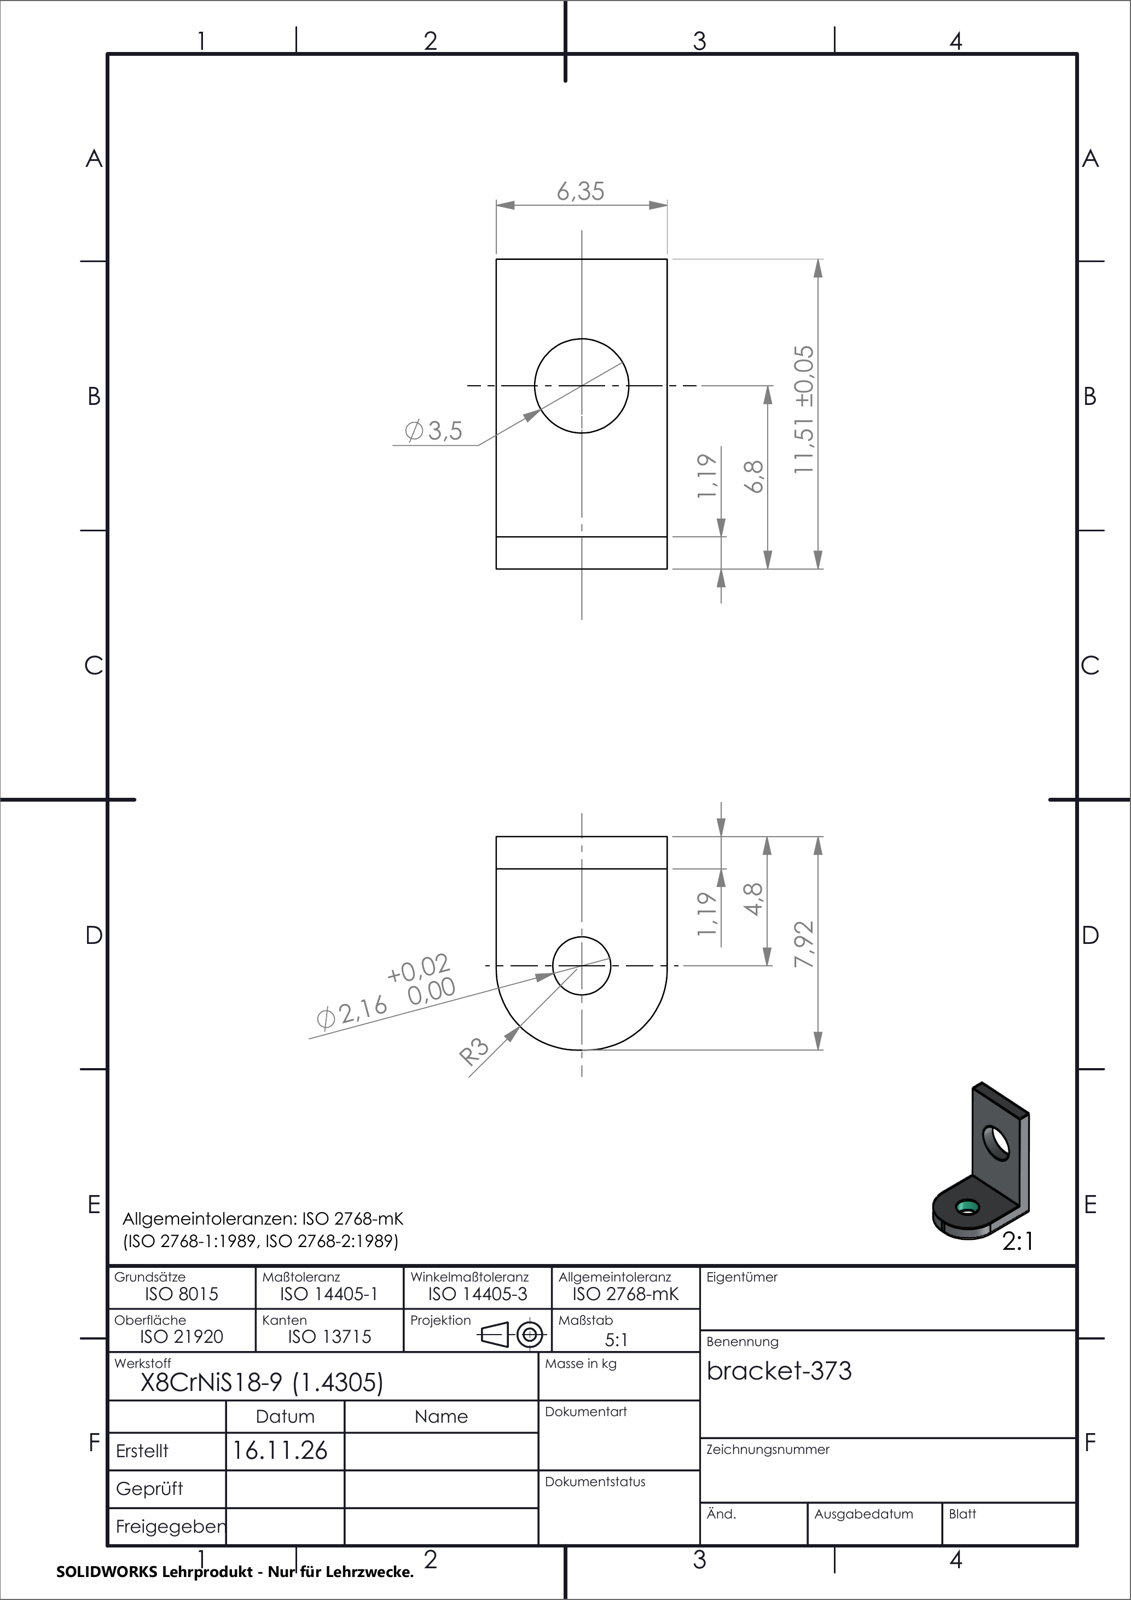 1 2 3 4
A A
6,35
B B
Ø3,5
1,19
6,8
11,51 ±0,05
C C
D D
1,19
4,8
7,92
Ø2,16 +0,02
0,00
R3
E E
2:1
Allgemeintoleranzen: ISO 2768-mK
(ISO 2768-1:1989, ISO 2768-2:1989)
Grundsätze Maßtoleranz Winkelmaßtoleranz Allgemeintoleranz Eigentümer
ISO 8015 ISO 14405-1 ISO 14405-3 ISO 2768-mK
Oberfläche Kanten Projektion Maßstab
ISO 21920 ISO 13715 5:1
Benennung
bracket-373
Werkstoff Masse in kg
X8CrNiS18-9 (1.4305)
Datum Name Dokumentart
F F
Erstellt 16.11.26 Zeichnungsnummer
Geprüft Dokumentstatus
Freigegeben Änd. Ausgabedatum Blatt
1 2 3 4
SOLIDWORKS Lehrprodukt - Nur für Lehrzwecke.